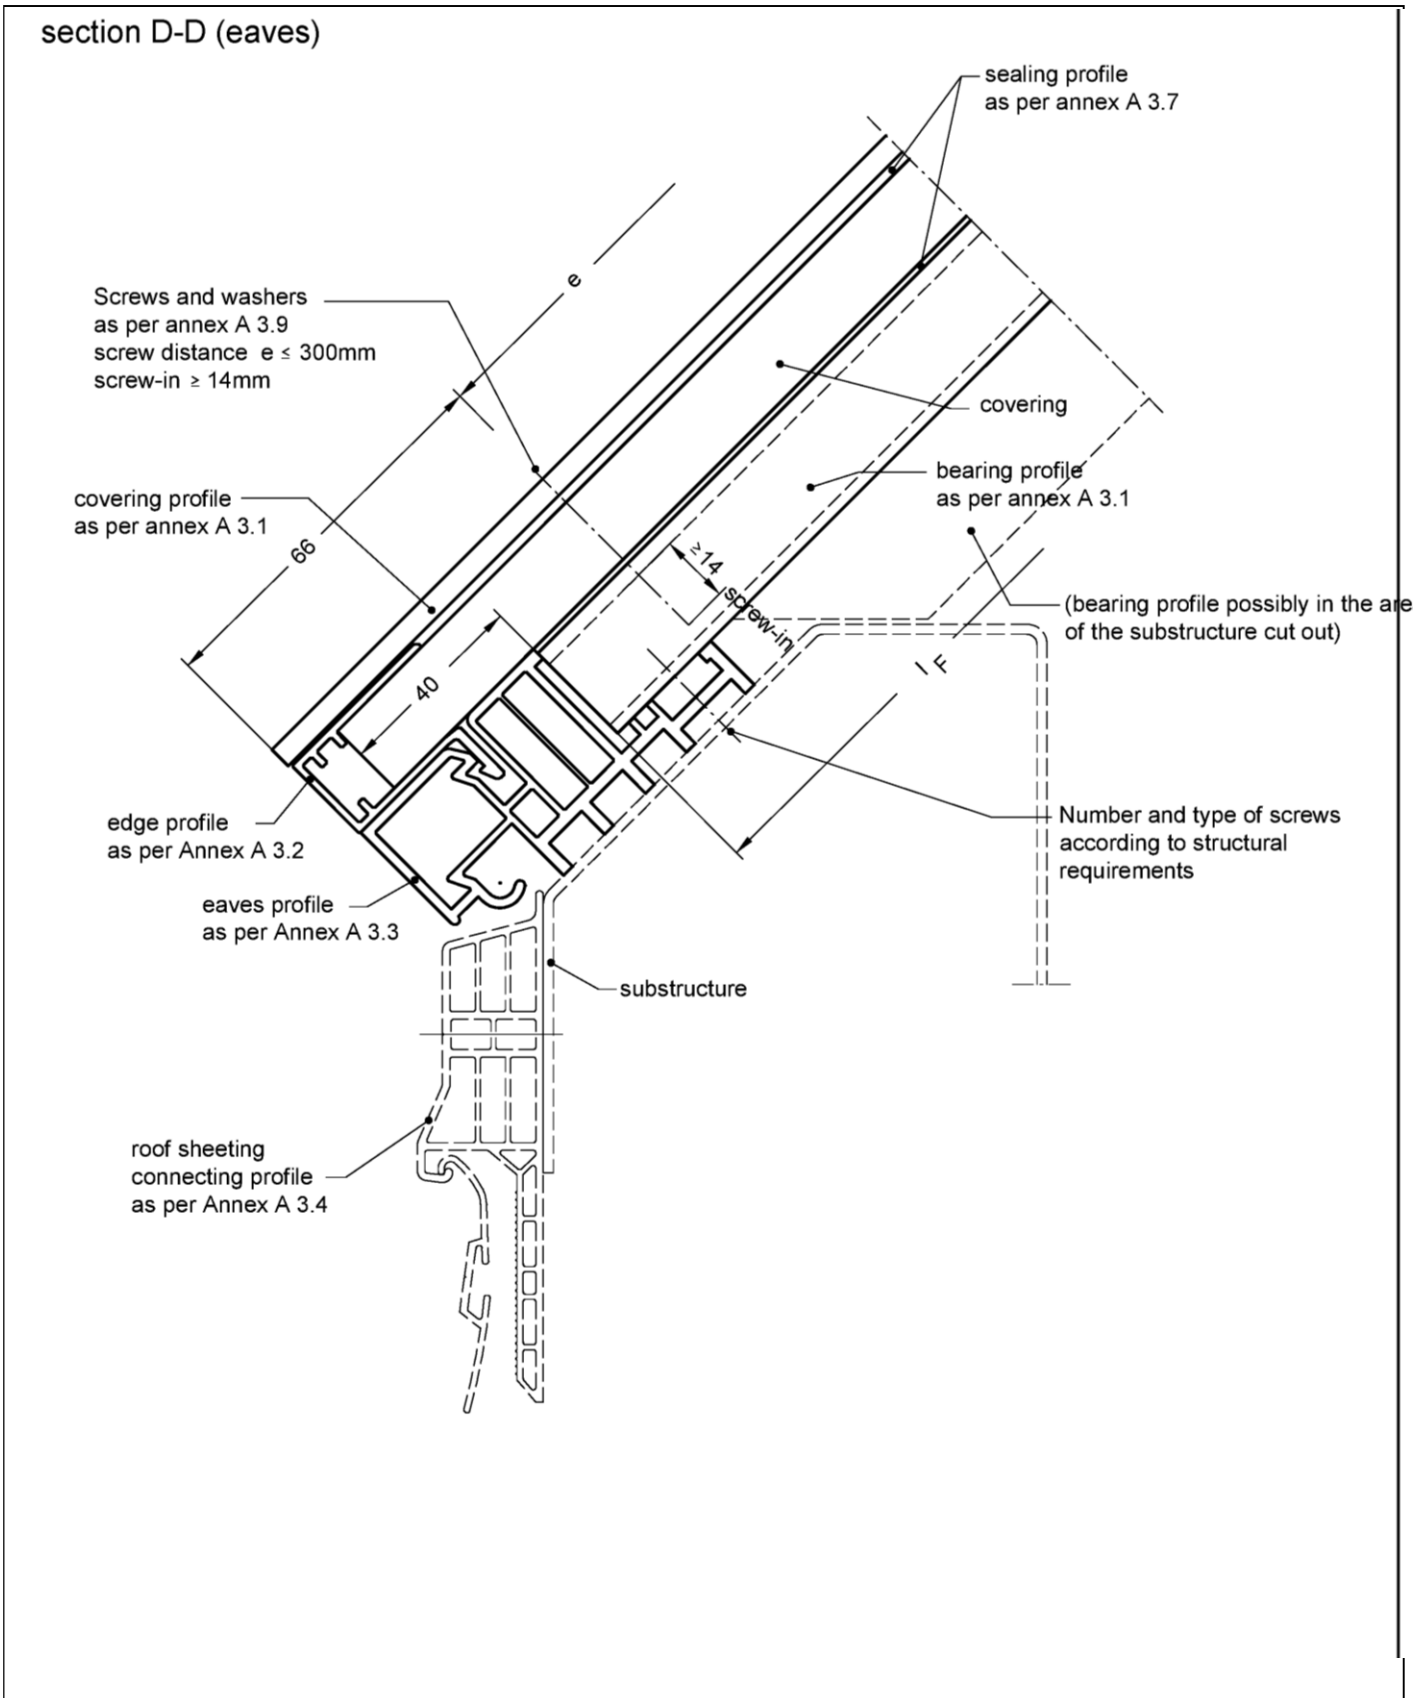 section D-D (eaves)
sealing profile
as per annex A 3.7
e
Screws and washers
as per annex A 3.9
screw distance e ≤ 300mm
screw-in ≥ 14mm
covering
bearing profile
as per annex A 3.1
covering profile
as per annex A 3.1
66
≥14
screw-in
(bearing profile possibly in the are
of the substructure cut out)
l F
40
edge profile
as per Annex A 3.2
Number and type of screws
according to structural
requirements
eaves profile
as per Annex A 3.3
substructure
roof sheeting
connecting profile
as per Annex A 3.4